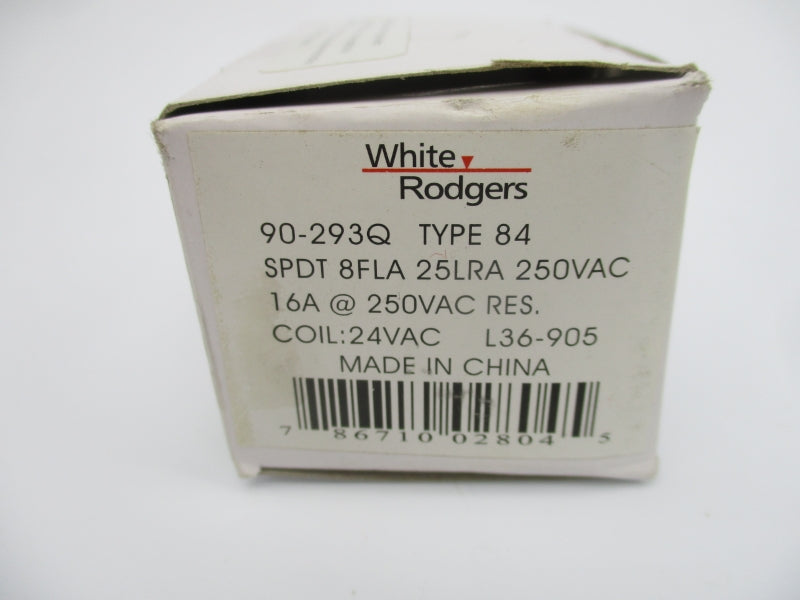 White
Rodgers
90-293Q TYPE 84
SPDT 8FLA 25LRA 250VAC
16A @ 250VAC RES.
COIL:24VAC L36-905
MADE IN CHINA
7 86710 02804 5